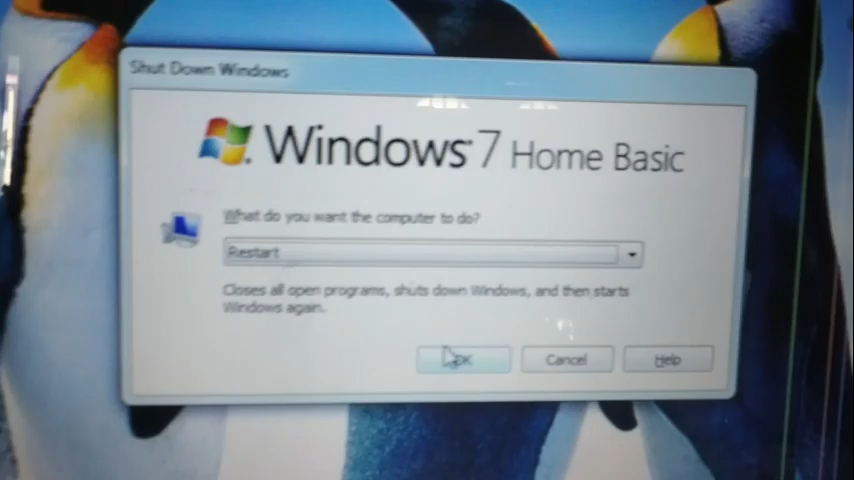 Shut Down Windows
Windows 7 Home Basic
What do you want the computer to do?
Restart
Closes all open programs, shuts down Windows, and then starts
Windows again.
OK
Cancel
Help